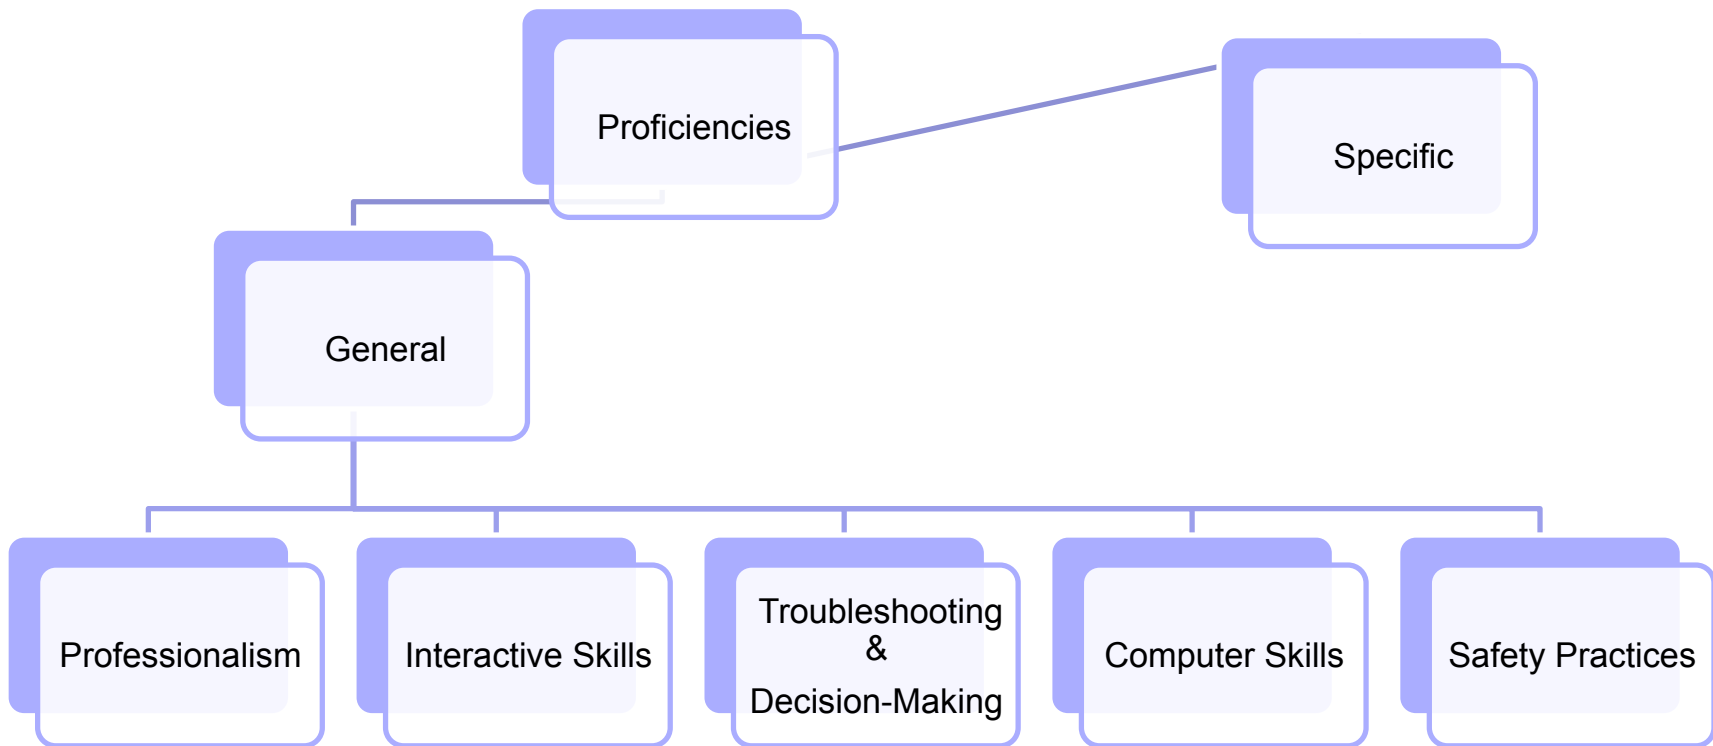 Proficiencies
Specific
General
Professionalism
Interactive Skills
Troubleshooting
&
Decision-Making
Computer Skills
Safety Practices